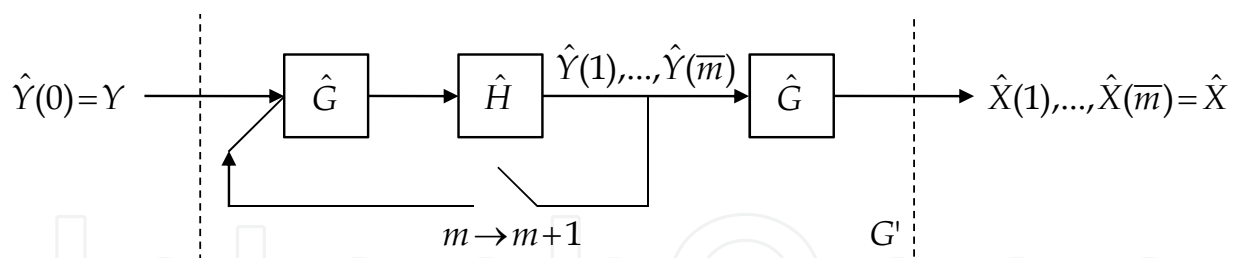 Ŷ(0)=Y
Ĝ
Ĥ
Ŷ(1),...,Ŷ(m̅)
Ĝ
X̂(1),...,X̂(m̅)=X̂
m→m+1
G'